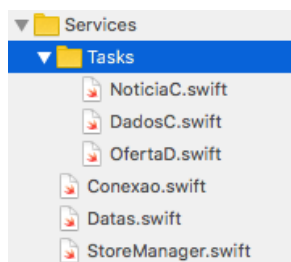 Services
Tasks
NoticiaC.swift
DadosC.swift
OfertaD.swift
Conexao.swift
Datas.swift
StoreManager.swift